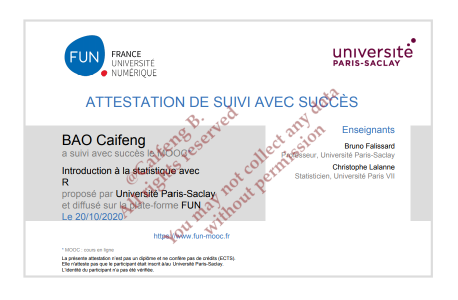 FUN
FRANCE
UNIVERSITÉ
NUMÉRIQUE
université
PARIS-SACLAY
ATTESTATION DE SUIVI AVEC SUCCÈS
BAO Caifeng
a suivi avec succès le MOOC*
Introduction à la statistique avec
R
proposé par Université Paris-Saclay
et diffusé sur la plate-forme FUN
Le 20/10/2020
Enseignants
Bruno Falissard
Professeur, Université Paris-Saclay
Christophe Lalanne
Statisticien, Université Paris VII
https://www.fun-mooc.fr
* MOOC : cours en ligne
La présente attestation n'est pas un diplôme et ne confère pas de crédits (ECTS).
Elle n'atteste pas que le participant était inscrit à/au Université Paris-Saclay.
L'identité du participant n'a pas été vérifiée.
@Caifeng B.
All rights reserved
You may not collect any data
without permission